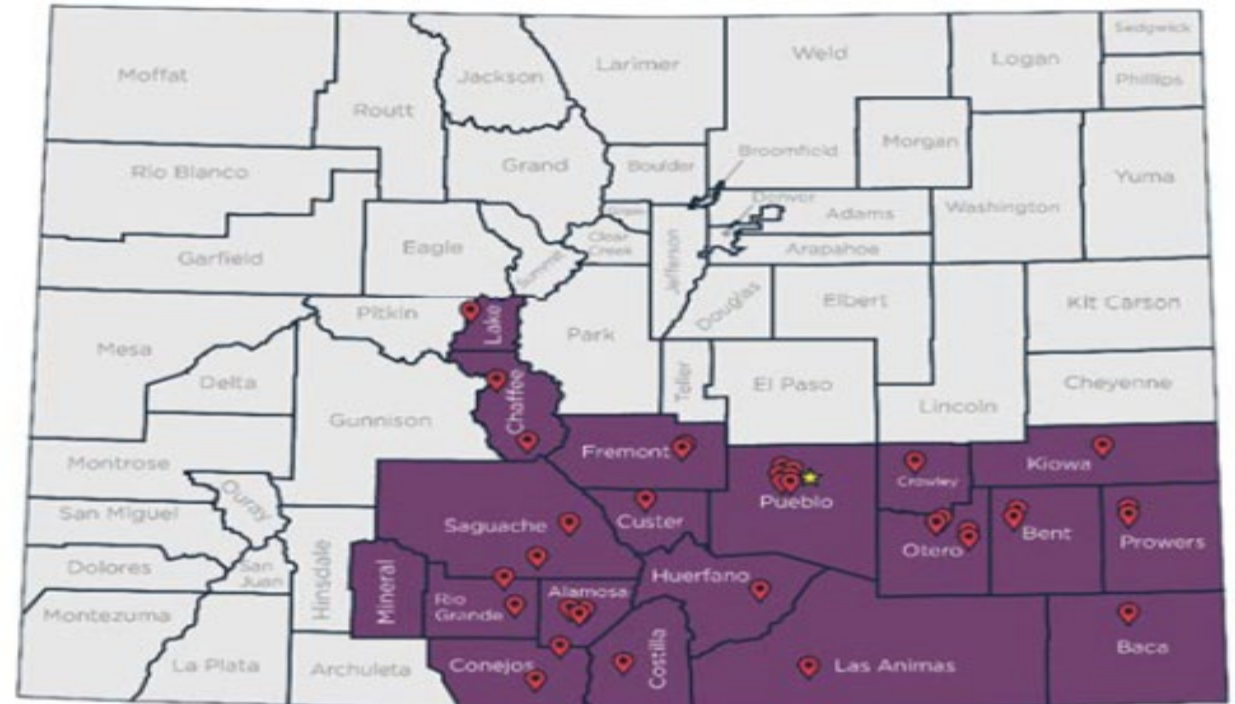 Moffat
Routt
Jackson
Larimer
Weld
Logan
Sedgwick
Phillips
Rio Blanco
Grand
Boulder
Broomfield
Morgan
Yuma
Garfield
Eagle
Summit
Clear
Creek
Jefferson
Denver
Adams
Arapahoe
Washington
Mesa
Pitkin
Lake
Park
Douglas
Elbert
Kit Carson
Delta
Gunnison
Chaffee
Teller
El Paso
Lincoln
Cheyenne
Montrose
Ouray
Fremont
Pueblo
Crowley
Kiowa
San Miguel
Saguache
Custer
Otero
Bent
Prowers
Dolores
San
Juan
Hinsdale
Mineral
Rio
Grande
Alamosa
Huerfano
Montezuma
La Plata
Archuleta
Conejos
Costilla
Las Animas
Baca